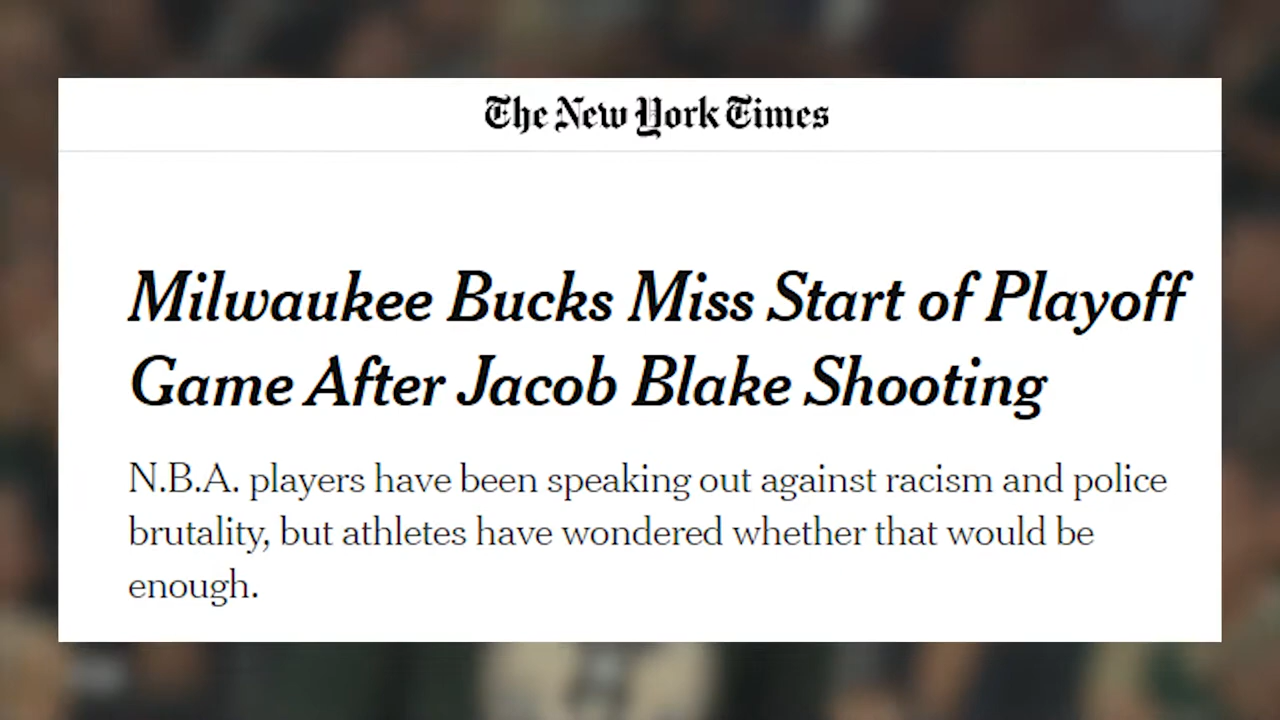 The New York Times
Milwaukee Bucks Miss Start of Playoff
Game After Jacob Blake Shooting
N.B.A. players have been speaking out against racism and police
brutality, but athletes have wondered whether that would be
enough.